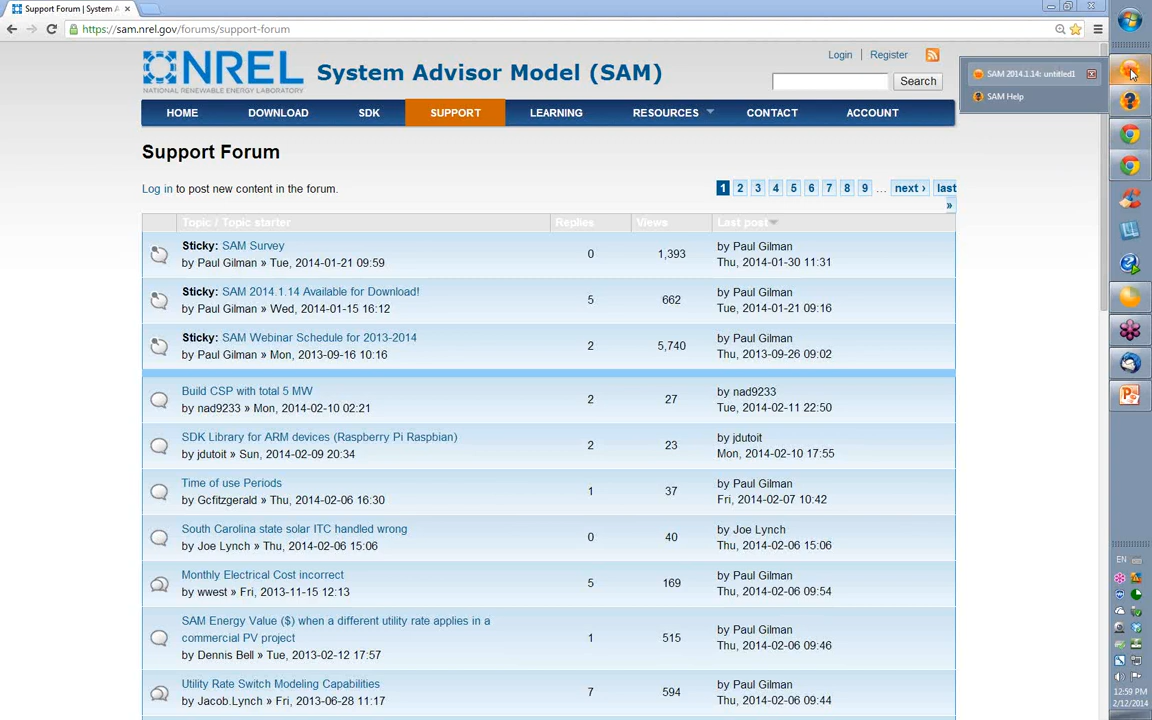 Support Forum | System A
https://sam.nrel.gov/forums/support-forum
Login | Register
NREL System Advisor Model (SAM)
NATIONAL RENEWABLE ENERGY LABORATORY
Search
SAM 2014.1.14: untitled1
SAM Help
HOME DOWNLOAD SDK SUPPORT LEARNING RESOURCES CONTACT ACCOUNT
Support Forum
Log in to post new content in the forum.
1 2 3 4 5 6 7 8 9 … next › last »
Topic / Topic starter Replies Views Last post
Sticky: SAM Survey
by Paul Gilman » Tue, 2014-01-21 09:59
0 1,393
by Paul Gilman
Thu, 2014-01-30 11:31
Sticky: SAM 2014.1.14 Available for Download!
by Paul Gilman » Wed, 2014-01-15 16:12
5 662
by Paul Gilman
Tue, 2014-01-21 09:16
Sticky: SAM Webinar Schedule for 2013-2014
by Paul Gilman » Mon, 2013-09-16 10:16
2 5,740
by Paul Gilman
Thu, 2013-09-26 09:02
Build CSP with total 5 MW
by nad9233 » Mon, 2014-02-10 02:21
2 27
by nad9233
Tue, 2014-02-11 22:50
SDK Library for ARM devices (Raspberry Pi Raspbian)
by jdutoit » Sun, 2014-02-09 20:34
2 23
by jdutoit
Mon, 2014-02-10 17:55
Time of use Periods
by Gcfitzgerald » Thu, 2014-02-06 16:30
1 37
by Paul Gilman
Fri, 2014-02-07 10:42
South Carolina state solar ITC handled wrong
by Joe Lynch » Thu, 2014-02-06 15:06
0 40
by Joe Lynch
Thu, 2014-02-06 15:06
Monthly Electrical Cost incorrect
by wwest » Fri, 2013-11-15 12:13
5 169
by Paul Gilman
Thu, 2014-02-06 09:54
SAM Energy Value ($) when a different utility rate applies in a
commercial PV project
by Dennis Bell » Tue, 2013-02-12 17:57
1 515
by Paul Gilman
Thu, 2014-02-06 09:46
Utility Rate Switch Modeling Capabilities
by Jacob.Lynch » Fri, 2013-06-28 11:17
7 594
by Paul Gilman
Thu, 2014-02-06 09:44
EN
12:59 PM
2/12/2014